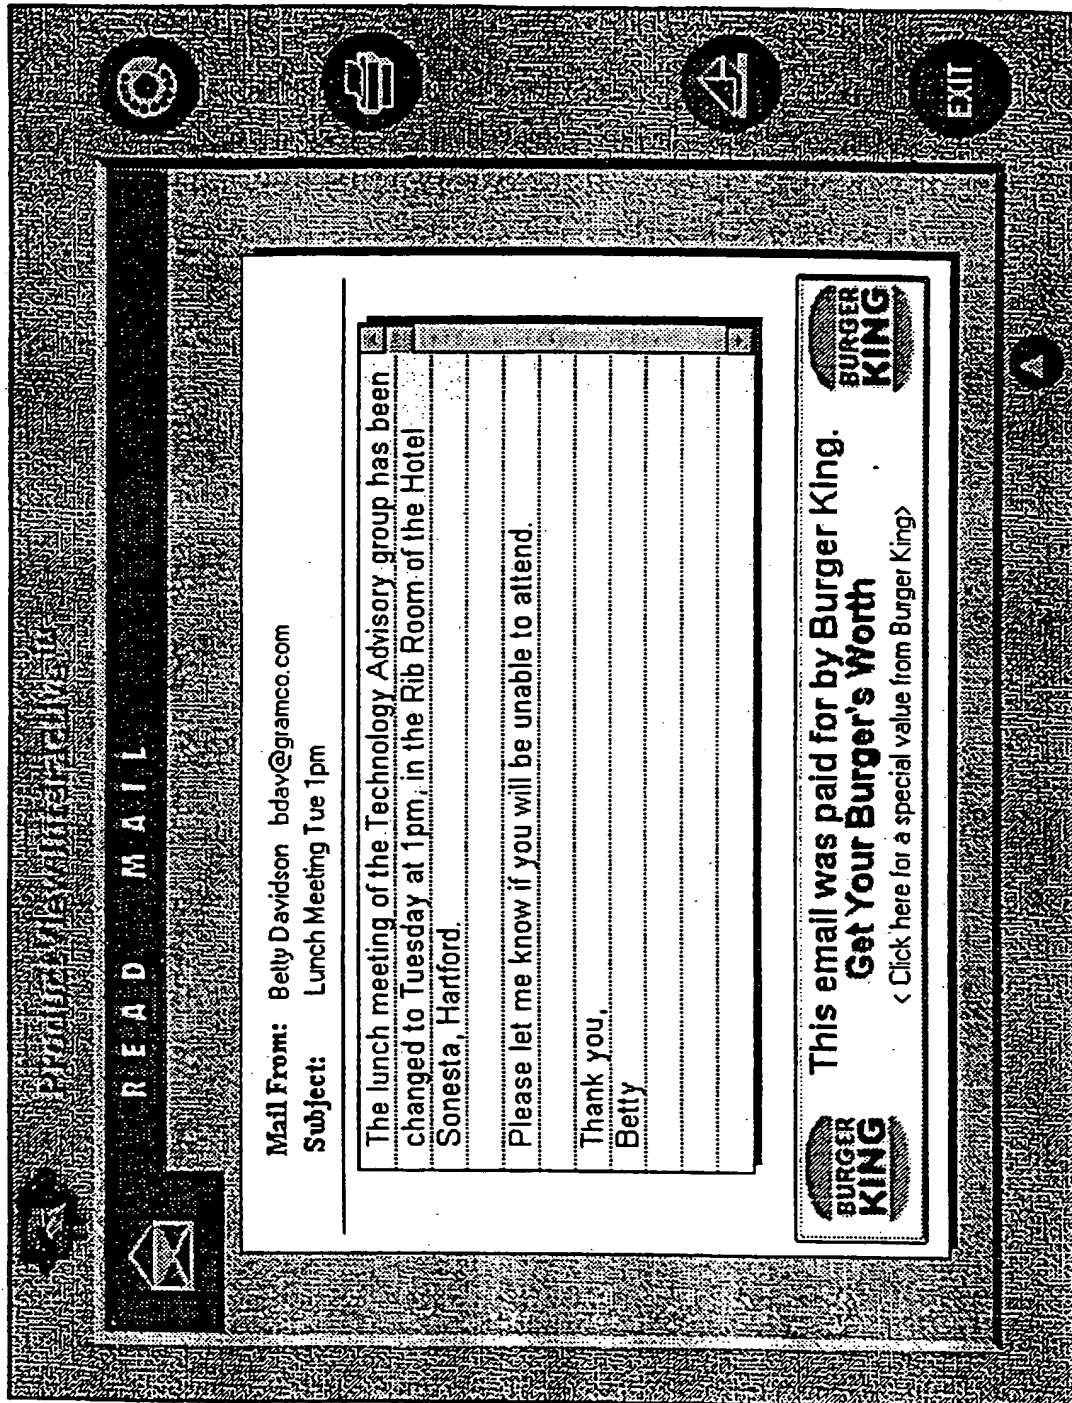 READ MAIL
Mail From: Betty Davidson bdav@gramco.com
Subject: Lunch Meeting Tue 1pm
The lunch meeting of the Technology Advisory group has been
changed to Tuesday at 1pm, in the Rib Room of the Hotel
Sonesta, Hartford.
Please let me know if you will be unable to attend.
Thank you,
Betty
BURGER
KING
This email was paid for by Burger King.
Get Your Burger's Worth
< Click here for a special value from Burger King>
BURGER
KING
EXIT